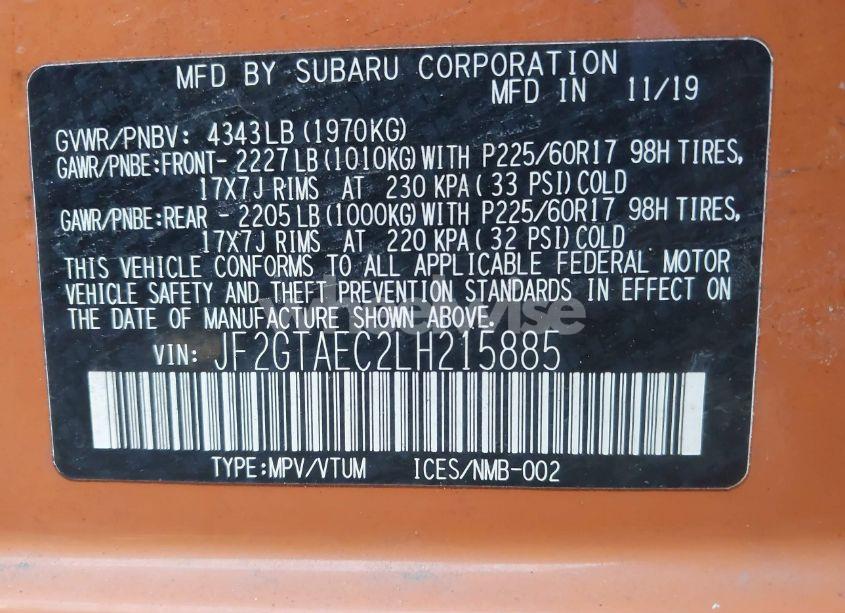 MFD BY SUBARU CORPORATION
MFD IN 11/19
GVWR/PNBV: 4343LB (1970KG)
GAWR/PNBE:FRONT- 2227LB (1010KG) WITH P225/60R17 98H TIRES,
17X7J RIMS AT 230 KPA ( 33 PSI) COLD
GAWR/PNBE:REAR - 2205LB (1000KG) WITH P225/60R17 98H TIRES,
17X7J RIMS AT 220 KPA ( 32 PSI) COLD
THIS VEHICLE CONFORMS TO ALL APPLICABLE FEDERAL MOTOR
VEHICLE SAFETY AND THEFT PREVENTION STANDARDS IN EFFECT ON
THE DATE OF MANUFACTURE SHOWN ABOVE.
VIN: JF2GTAEC2LH215885
TYPE:MPV/VTUM ICES/NMB-002